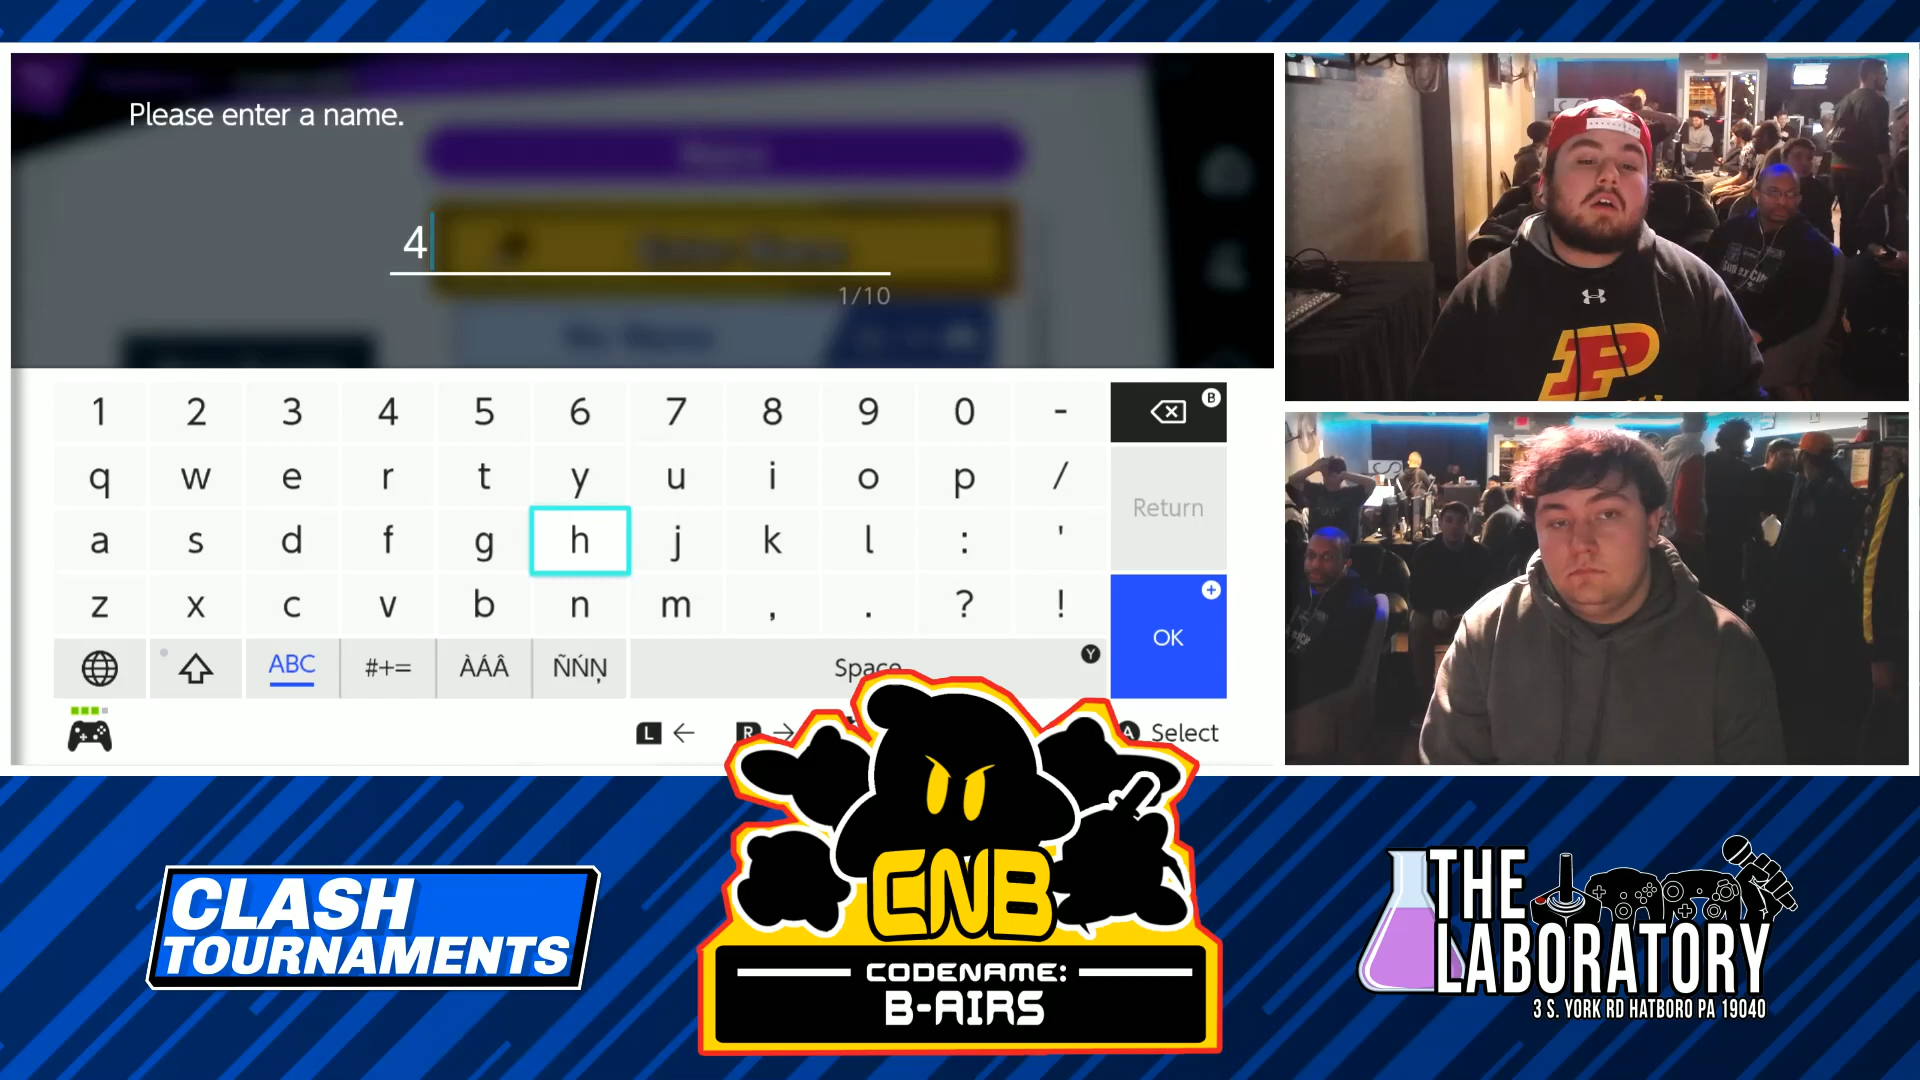 Please enter a name.
4
1/10
1 2 3 4 5 6 7 8 9 0 - B
q w e r t y u i o p / Return
a s d f g h j k l : '
z x c v b n m , . ? ! + OK
ABC #+= ÀÁÂ ÑŃŅ Space Y
L ← R → A Select
CLASH
TOURNAMENTS
CNB
CODENAME:
B-AIRS
THE
LABORATORY
3 S. YORK RD HATBORO PA 19040
P